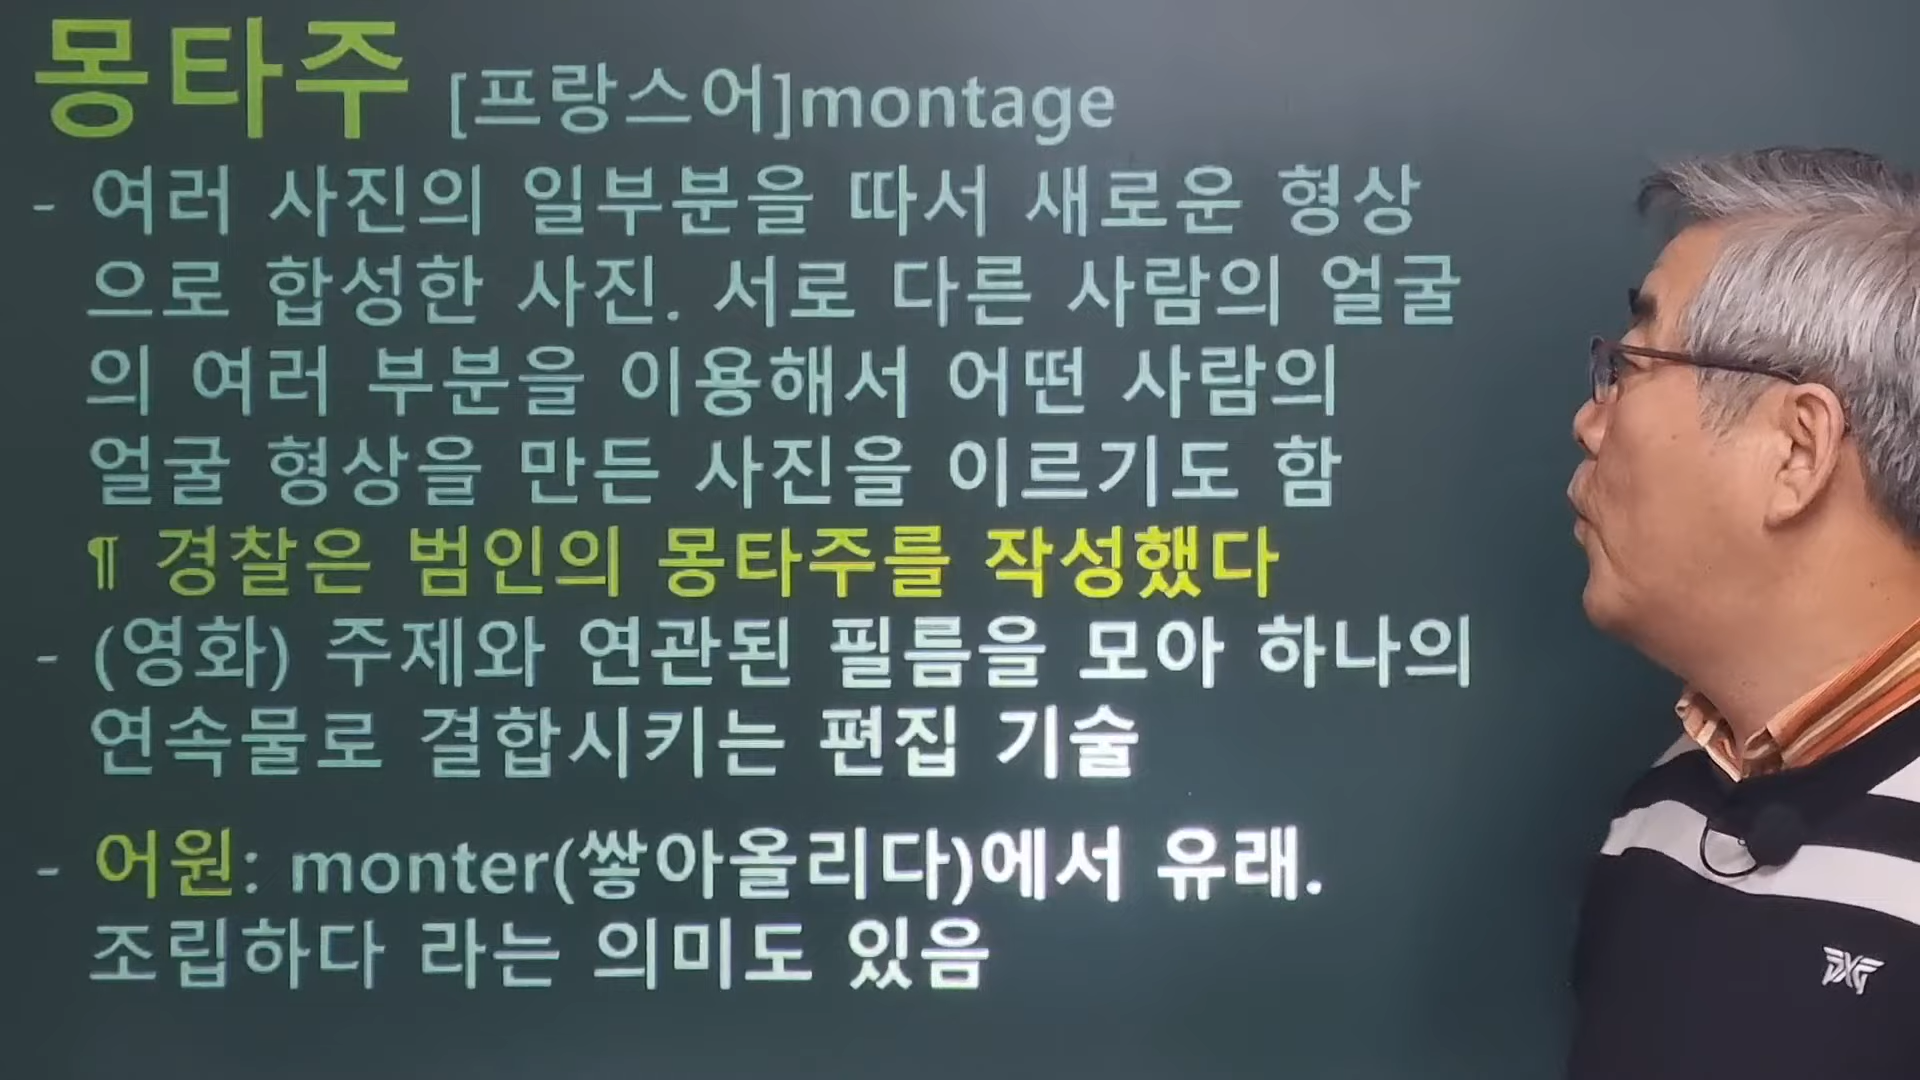 몽타주 [프랑스어]montage
- 여러 사진의 일부분을 따서 새로운 형상
으로 합성한 사진. 서로 다른 사람의 얼굴
의 여러 부분을 이용해서 어떤 사람의
얼굴 형상을 만든 사진을 이르기도 함
¶ 경찰은 범인의 몽타주를 작성했다
- (영화) 주제와 연관된 필름을 모아 하나의
연속물로 결합시키는 편집 기술
- 어원: monter(쌓아올리다)에서 유래.
조립하다 라는 의미도 있음
PXG